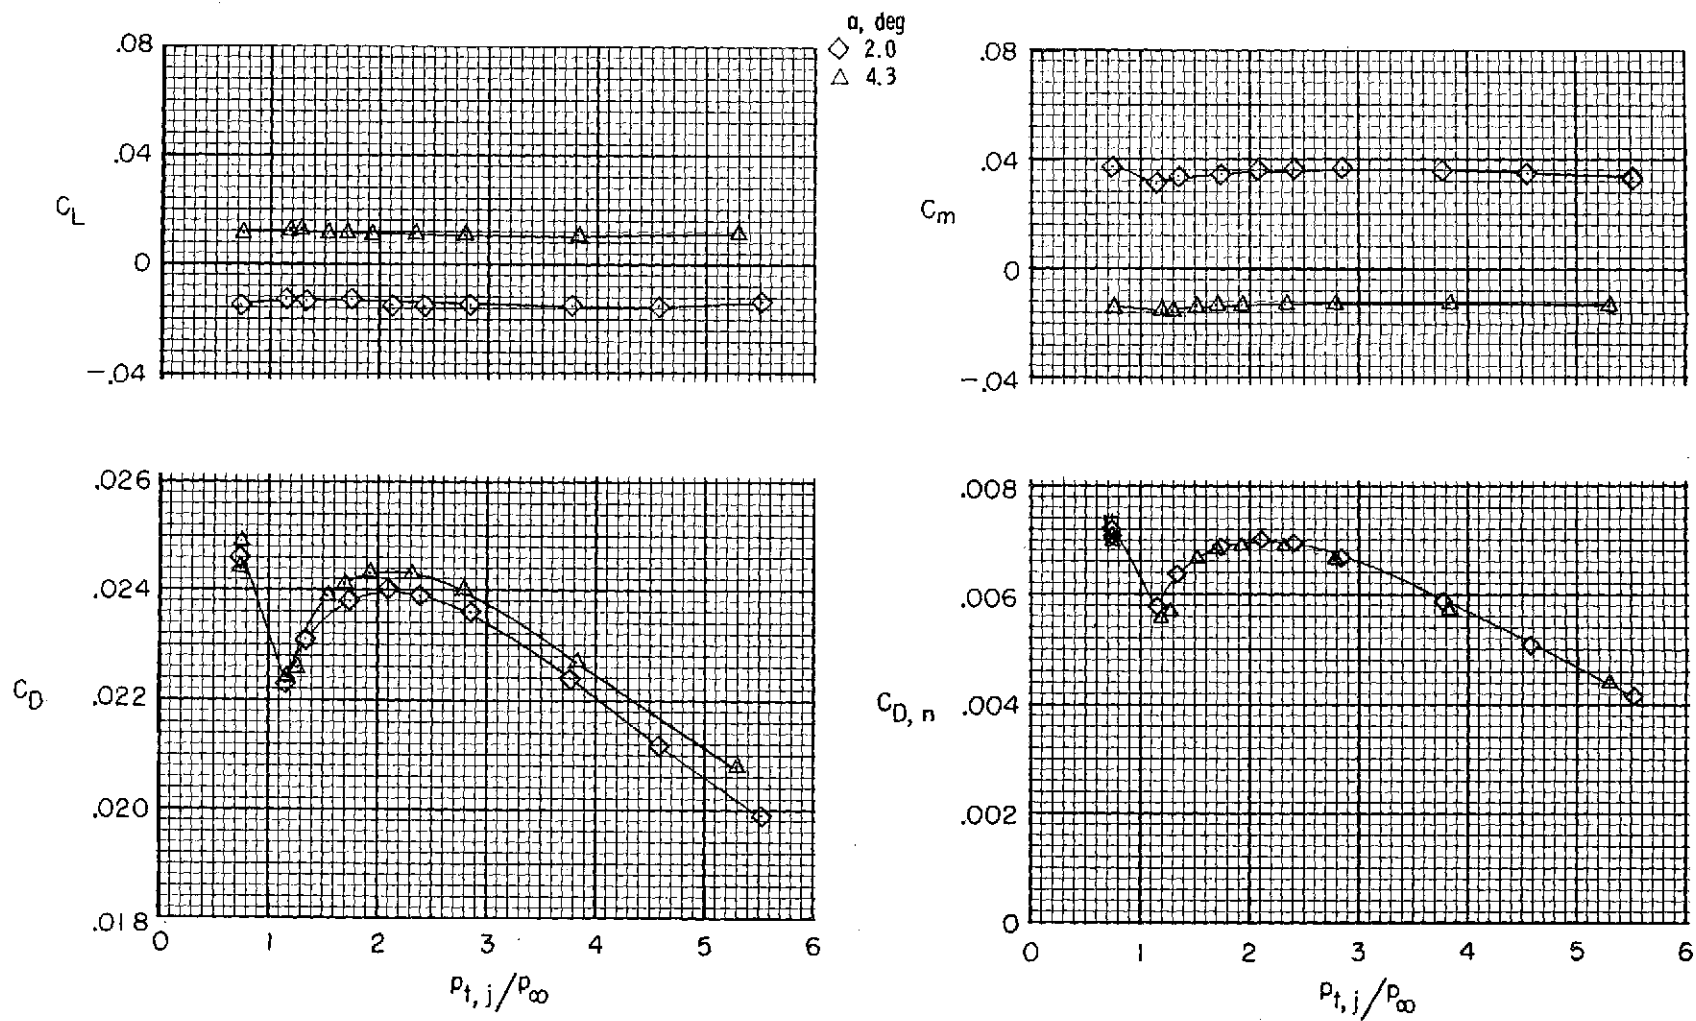 α, deg
2.0
4.3
.08
.04
0
-.04
C_L
.08
.04
0
-.04
C_m
.026
.024
.022
.020
.018
C_D
0 1 2 3 4 5 6
p_t,j/p_∞
.008
.006
.004
.002
0
C_D,n
0 1 2 3 4 5 6
p_t,j/p_∞